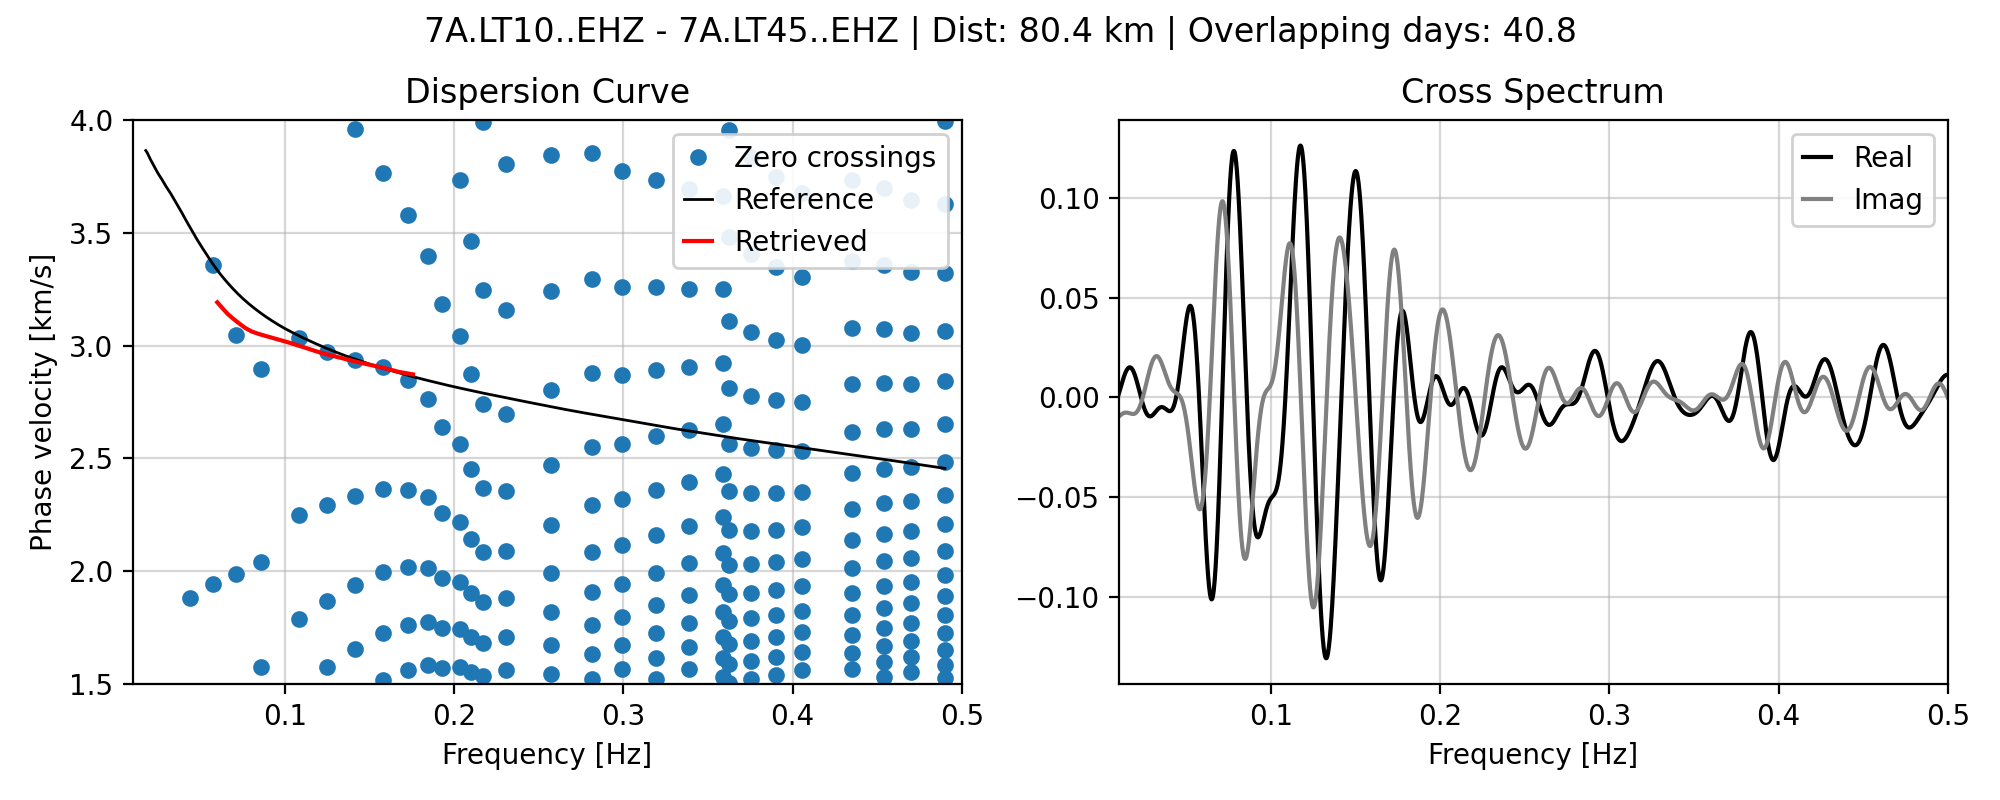 7A.LT10..EHZ - 7A.LT45..EHZ | Dist: 80.4 km | Overlapping days: 40.8
Dispersion Curve
4.0
3.5
3.0
2.5
2.0
1.5
Phase velocity [km/s]
0.1
0.2
0.3
0.4
0.5
Frequency [Hz]
Zero crossings
Reference
Retrieved
Cross Spectrum
0.10
0.05
0.00
−0.05
−0.10
0.1
0.2
0.3
0.4
0.5
Frequency [Hz]
Real
Imag